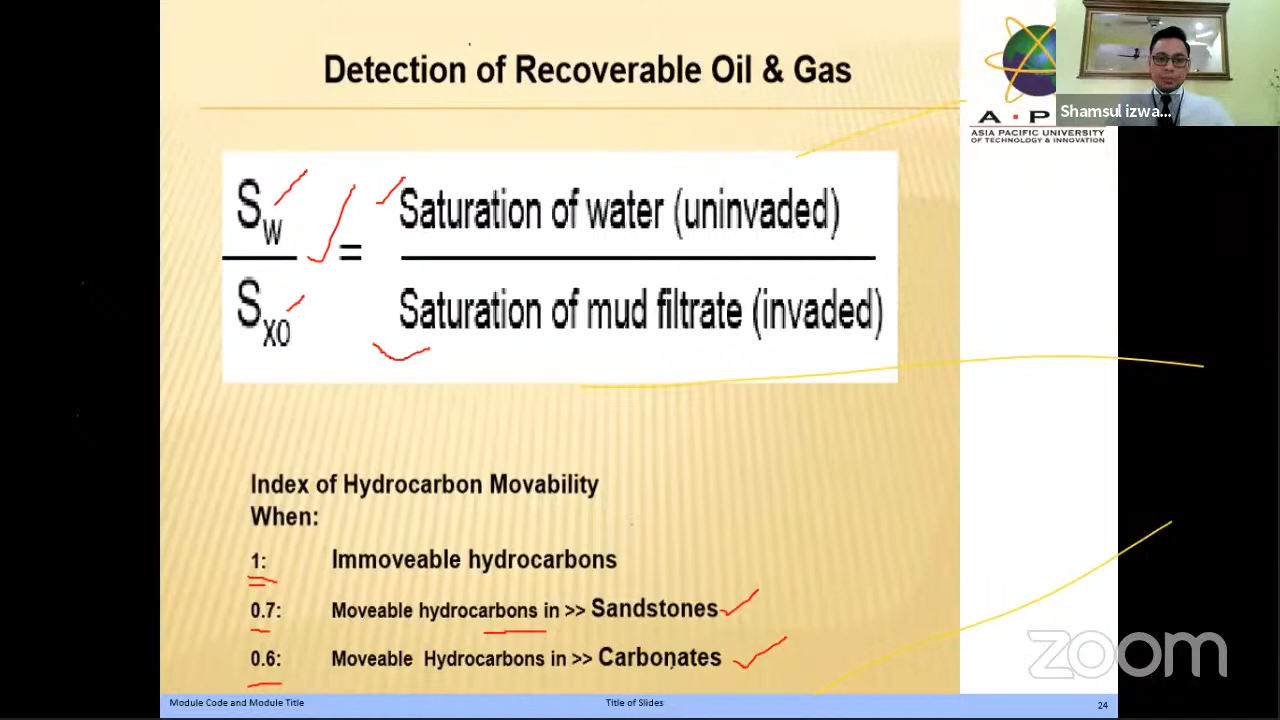 Detection of Recoverable Oil & Gas
A . P
ASIA PACIFIC UNIVERSITY
OF TECHNOLOGY & INNOVATION
Shamsul izwa...
Sw
Sxo
=
Saturation of water (uninvaded)
Saturation of mud filtrate (invaded)
Index of Hydrocarbon Movability
When:
1: Immoveable hydrocarbons
0.7: Moveable hydrocarbons in >> Sandstones
0.6: Moveable Hydrocarbons in >> Carbonates
zoom
Module Code and Module Title Title of Slides 24